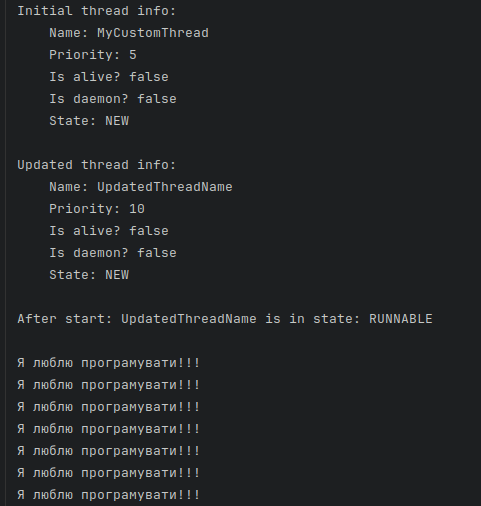 Initial thread info:
Name: MyCustomThread
Priority: 5
Is alive? false
Is daemon? false
State: NEW
Updated thread info:
Name: UpdatedThreadName
Priority: 10
Is alive? false
Is daemon? false
State: NEW
After start: UpdatedThreadName is in state: RUNNABLE
Я люблю програмувати!!!
Я люблю програмувати!!!
Я люблю програмувати!!!
Я люблю програмувати!!!
Я люблю програмувати!!!
Я люблю програмувати!!!
Я люблю програмувати!!!